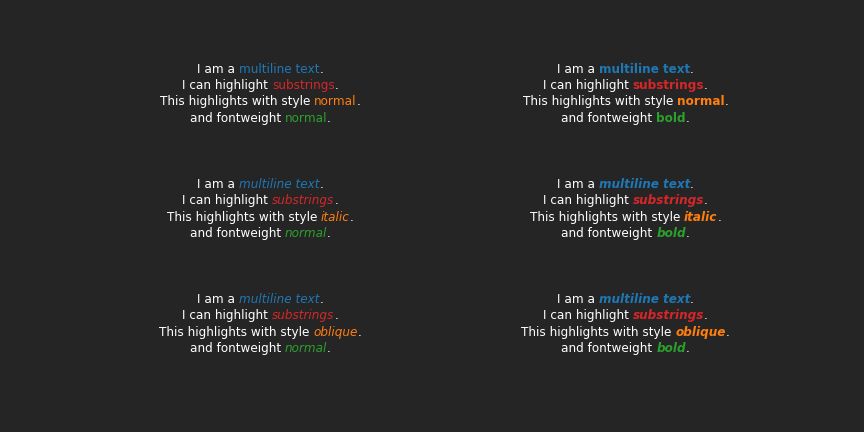 I am a multiline text.
I can highlight substrings.
This highlights with style normal.
and fontweight normal.
I am a multiline text.
I can highlight substrings.
This highlights with style normal.
and fontweight bold.
I am a multiline text.
I can highlight substrings.
This highlights with style italic.
and fontweight normal.
I am a multiline text.
I can highlight substrings.
This highlights with style italic.
and fontweight bold.
I am a multiline text.
I can highlight substrings.
This highlights with style oblique.
and fontweight normal.
I am a multiline text.
I can highlight substrings.
This highlights with style oblique.
and fontweight bold.